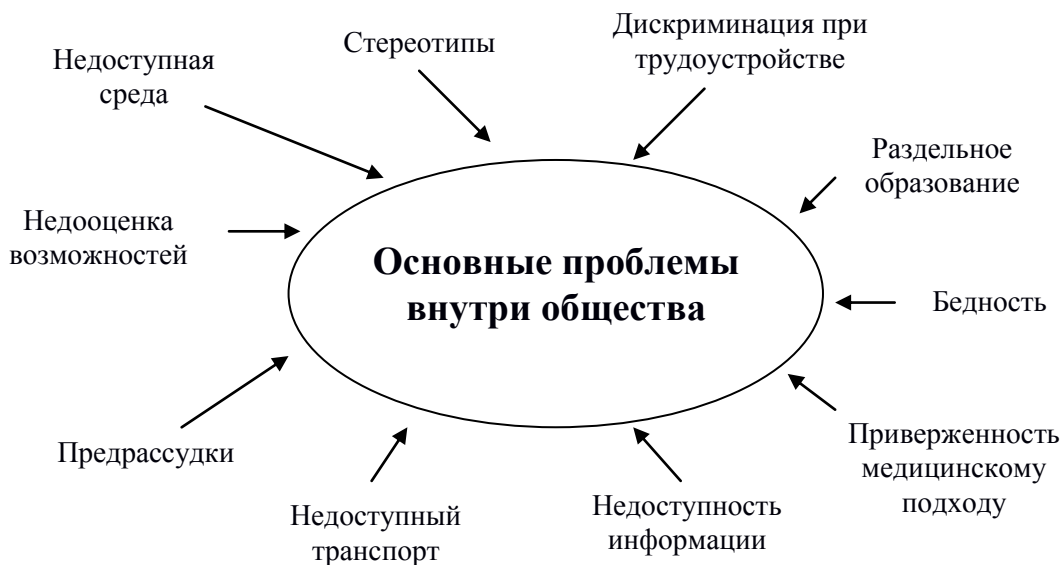 Стереотипы
Дискриминация при
трудоустройстве
Недоступная
среда
Раздельное
образование
Недооценка
возможностей
Основные проблемы
внутри общества
Бедность
Предрассудки
Приверженность
медицинскому
подходу
Недоступный
транспорт
Недоступность
информации